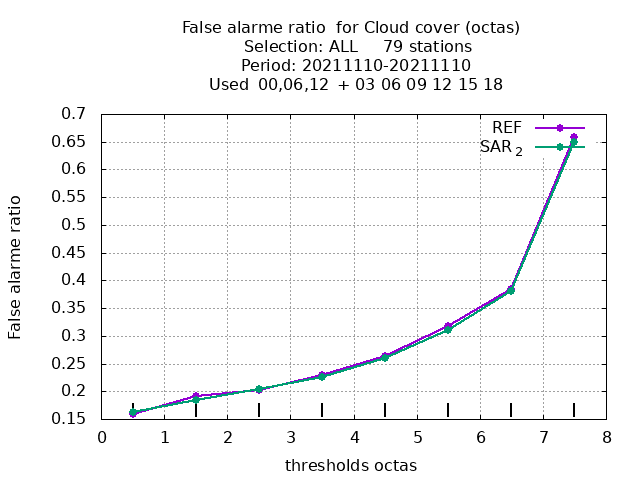 False alarme ratio  for Cloud cover (octas)
Selection: ALL     79 stations
Period: 20211110-20211110
Used  00,06,12  + 03 06 09 12 15 18
0.7
0.65
0.6
0.55
0.5
0.45
0.4
0.35
0.3
0.25
0.2
0.15
False alarme ratio
REF
SAR 2
0 1 2 3 4 5 6 7 8
thresholds octas